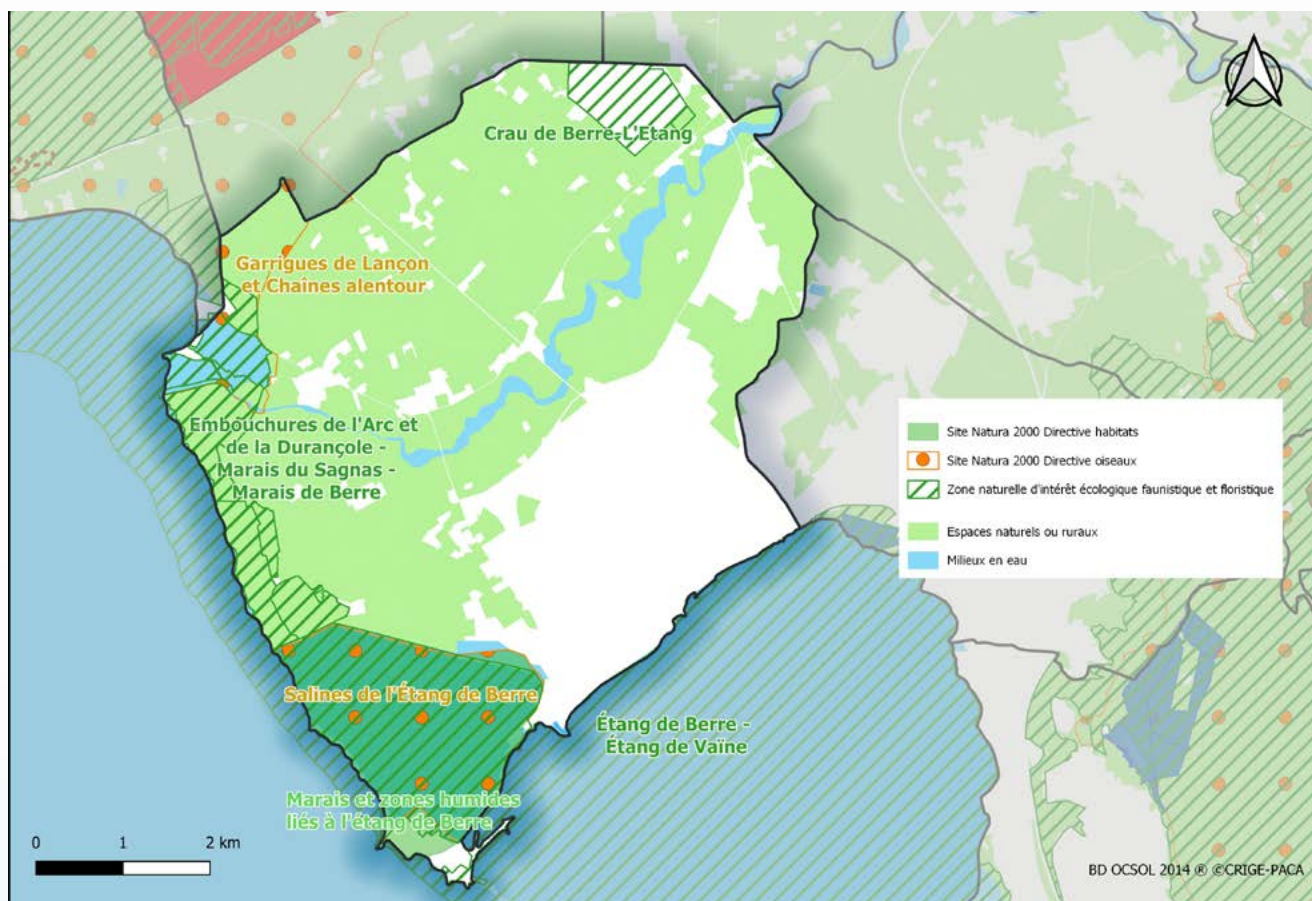 Crau de Berre-L'Etang
Garrigues de Lançon
et Chaînes alentour
Embouchures de l'Arc et
de la Durançole -
Marais du Sagnas -
Marais de Berre
Site Natura 2000 Directive habitats
Site Natura 2000 Directive oiseaux
Zone naturelle d'intérêt écologique faunistique et floristique
Espaces naturels ou ruraux
Milieux en eau
Salines de l'Étang de Berre
Étang de Berre -
Étang de Vaïne
Marais et zones humides
liés à l'étang de Berre
0 1 2 km
BD OCSOL 2014 ® ©CRIGE-PACA